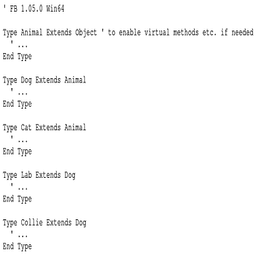 ' FB 1.05.0 Win64
Type Animal Extends Object ' to enable virtual methods etc. if needed
' ...
End Type
Type Dog Extends Animal
' ...
End Type
Type Cat Extends Animal
' ...
End Type
Type Lab Extends Dog
' ...
End Type
Type Collie Extends Dog
' ...
End Type